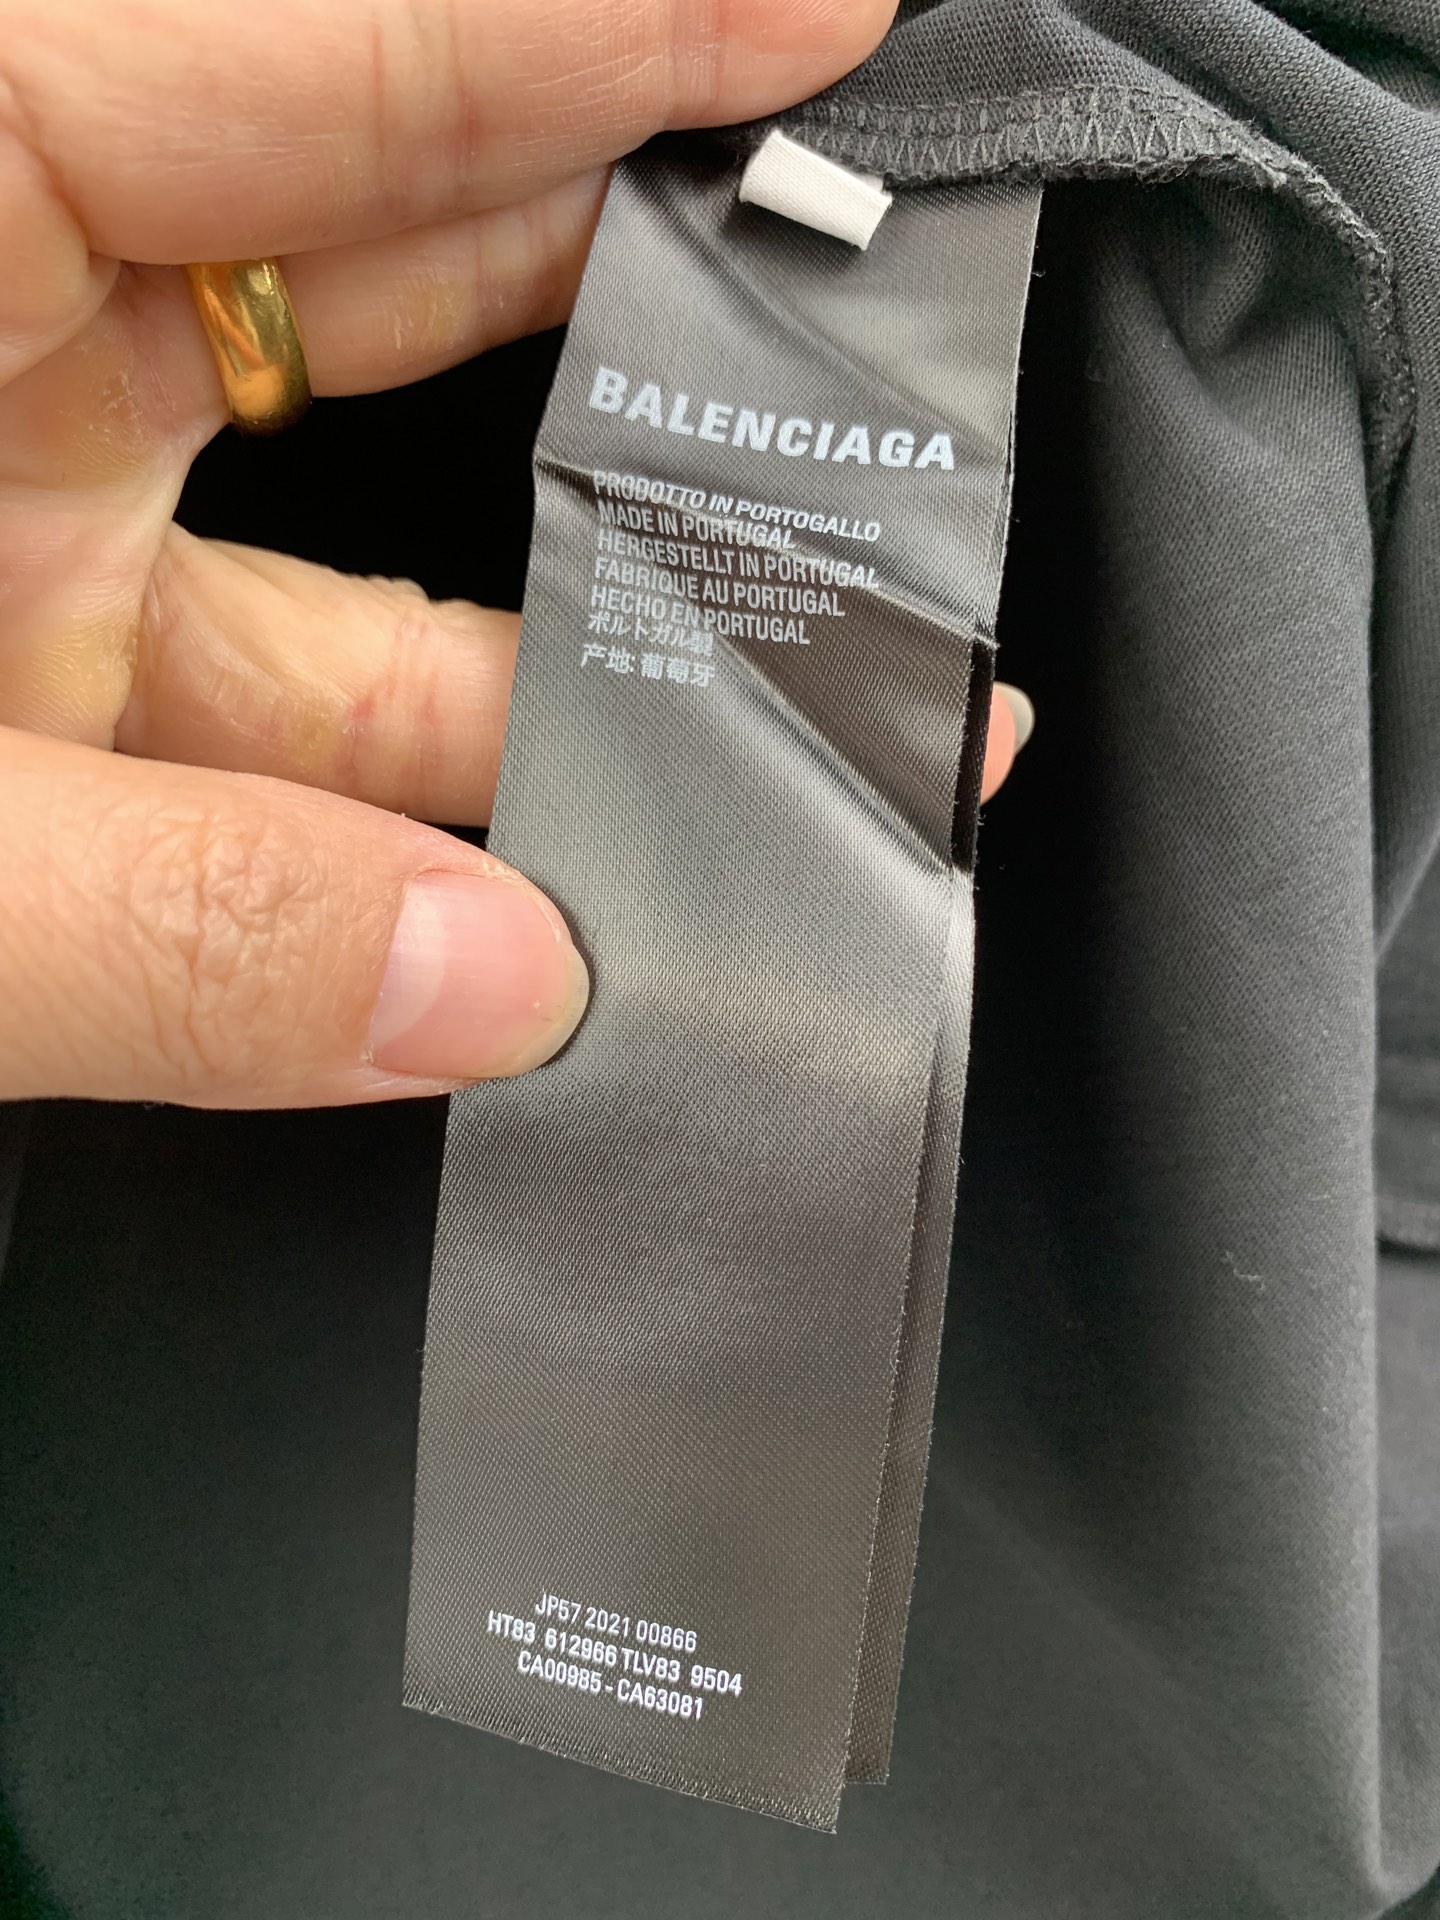 BALENCIAGA
PRODOTTO IN PORTOGALLO
MADE IN PORTUGAL
HERGESTELLT IN PORTUGAL
FABRIQUE AU PORTUGAL
HECHO EN PORTUGAL
ポルトガル製
产地: 葡萄牙
JP57 2021 00866
HT83 612966 TLV83 9504
CA00985 - CA63081